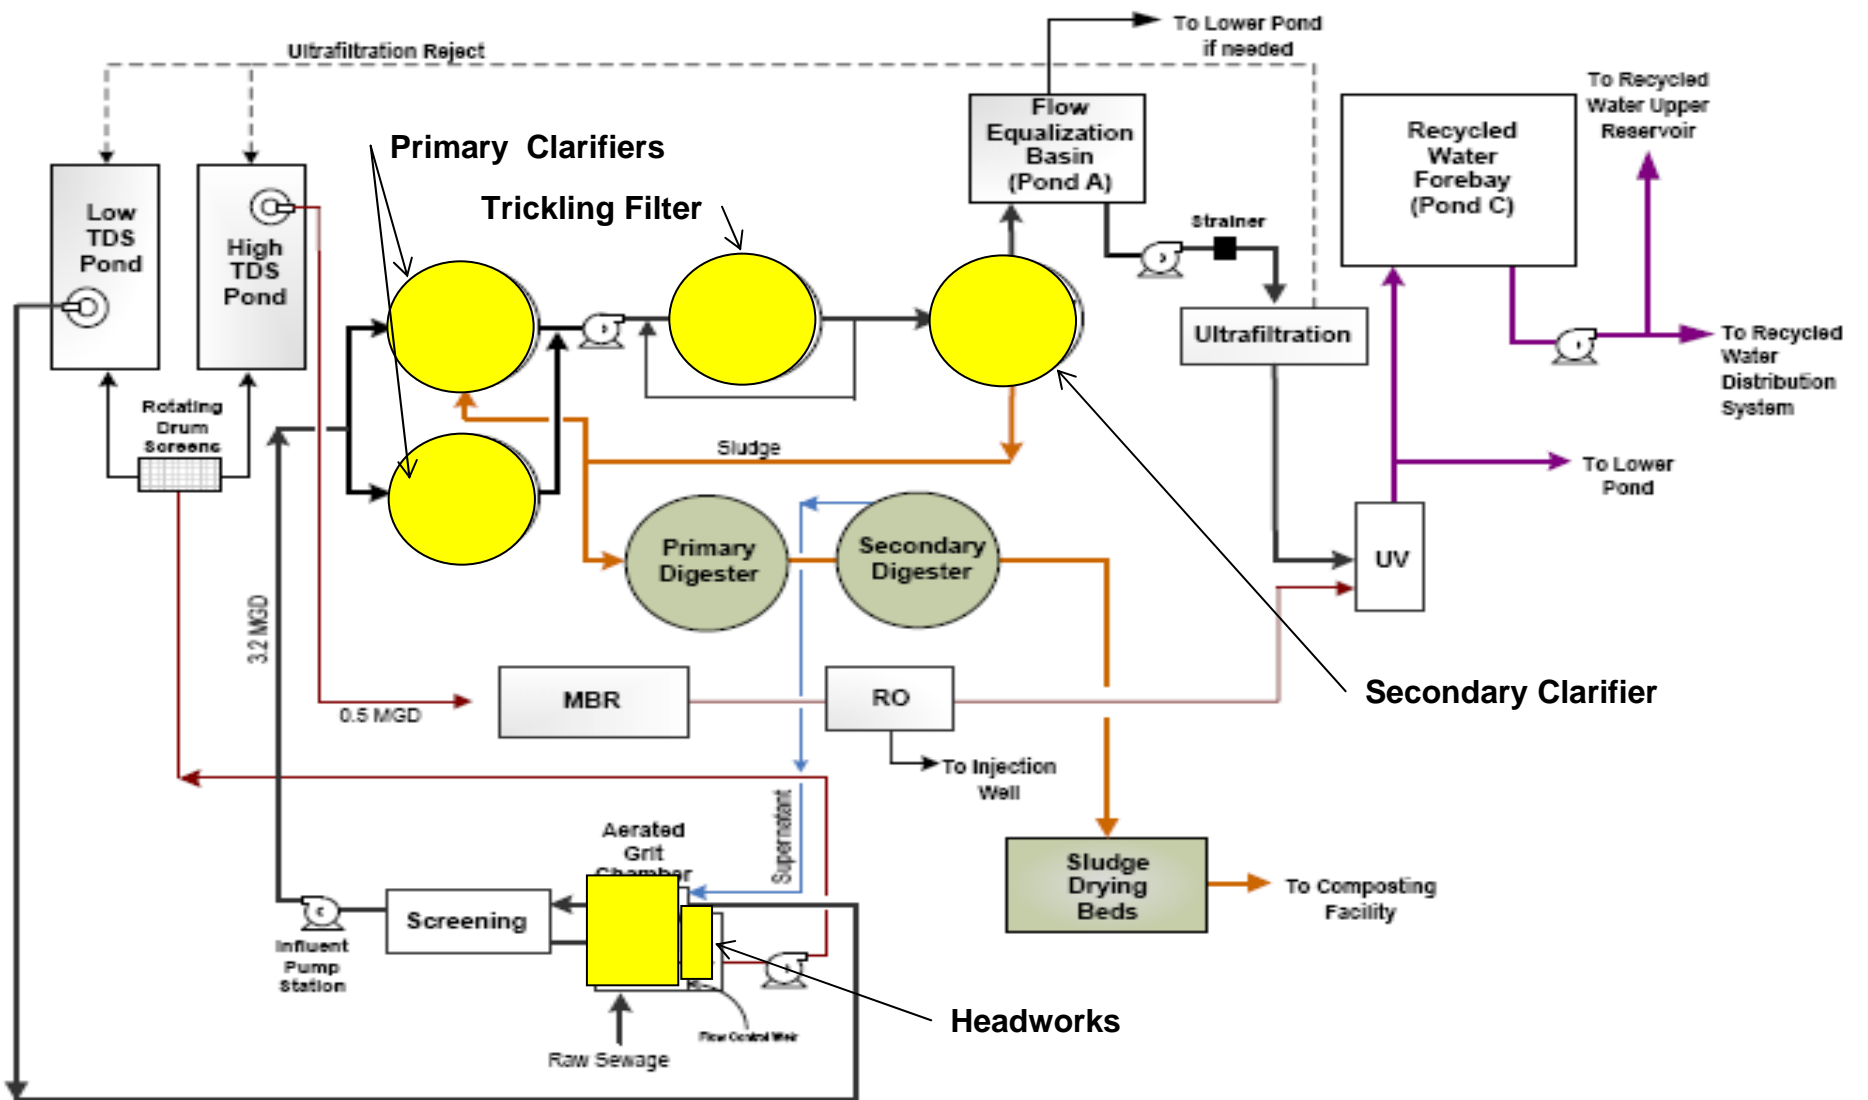 To Lower Pond
if needed
Ultrafiltration Reject
To Recycled
Water Upper
Reservoir
Flow
Equalization
Basin
(Pond A)
Recycled
Water
Forebay
(Pond C)
Primary Clarifiers
Trickling Filter
Low
TDS
Pond
High
TDS
Pond
Strainer
Ultrafiltration
To Recycled
Water
Distribution
System
Rotating
Drum
Screens
Sludge
To Lower
Pond
Primary
Digester
Secondary
Digester
UV
3.2 MGD
0.5 MGD
MBR
RO
Secondary Clarifier
To Injection
Well
Supernatant
Aerated
Grit
Chamber
Sludge
Drying
Beds
To Composting
Facility
Screening
Influent
Pump
Station
Headworks
Flow Control Weir
Raw Sewage